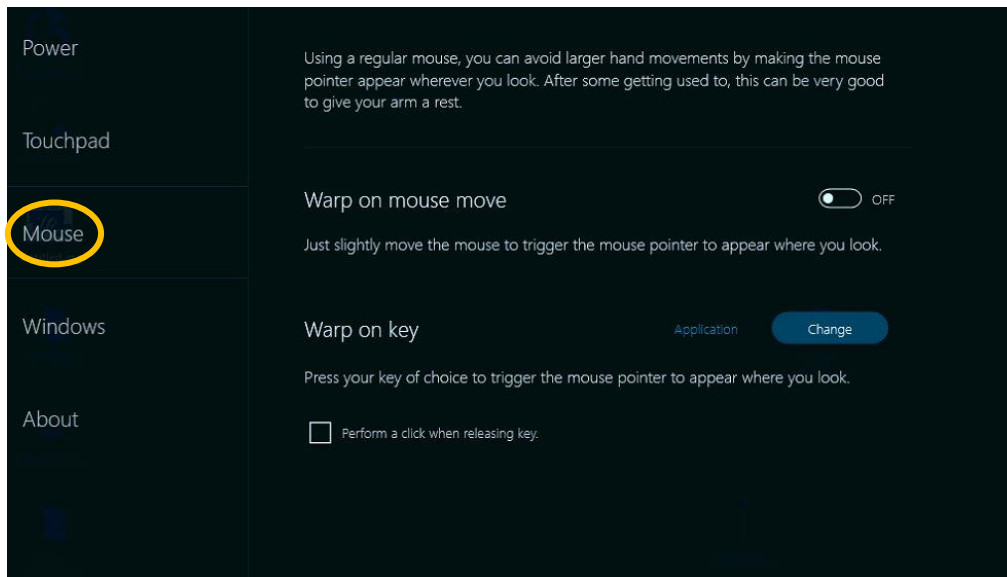 Power
Touchpad
Mouse
Windows
About
Using a regular mouse, you can avoid larger hand movements by making the mouse
pointer appear wherever you look. After some getting used to, this can be very good
to give your arm a rest.
Warp on mouse move
OFF
Just slightly move the mouse to trigger the mouse pointer to appear where you look.
Warp on key
Application
Change
Press your key of choice to trigger the mouse pointer to appear where you look.
Perform a click when releasing key.